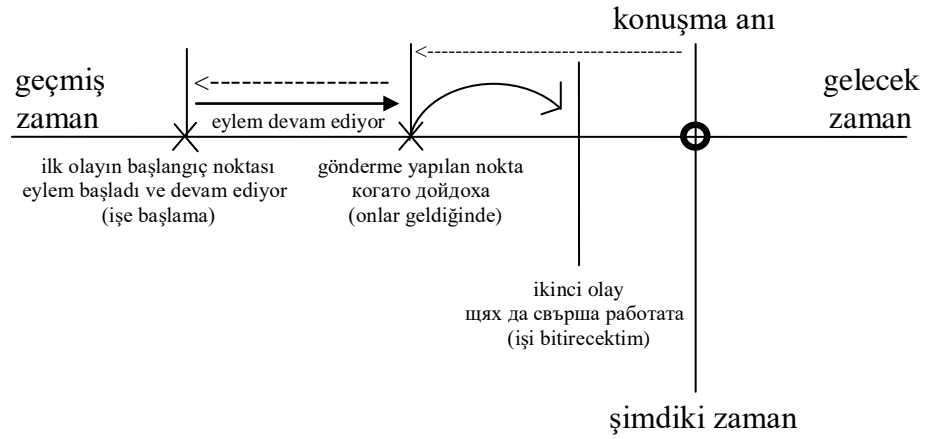 konuşma anı
geçmiş
zaman
gelecek
zaman
eylem devam ediyor
ilk olayın başlangıç noktası
eylem başladı ve devam ediyor
(işe başlama)
gönderme yapılan nokta
когато дойдоха
(onlar geldiğinde)
ikinci olay
щях да свърша работата
(işi bitirecektim)
şimdiki zaman